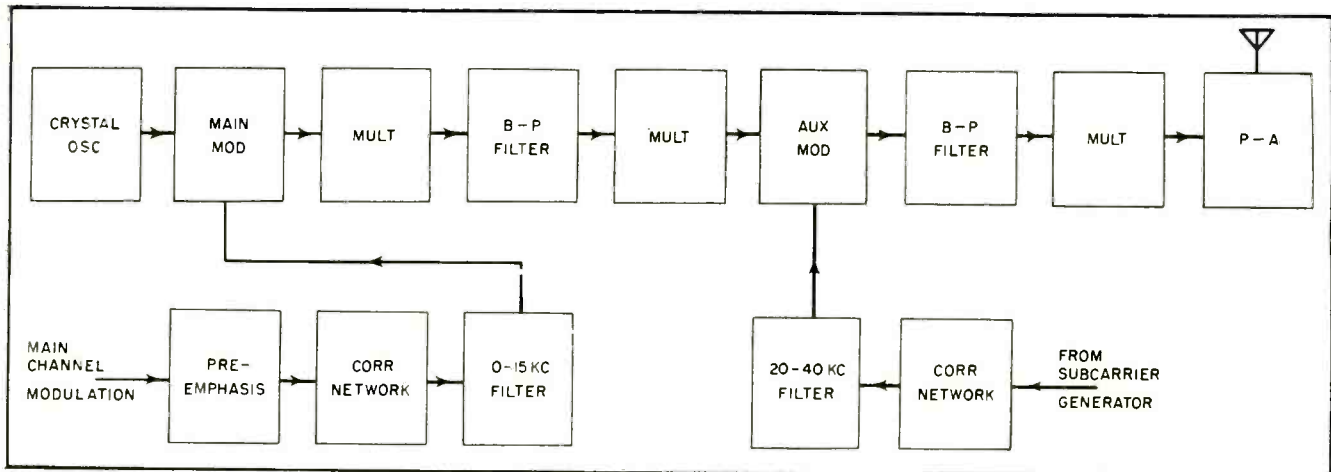 CRYSTAL
OSC
MAIN
MOD
MULT
B-P
FILTER
MULT
AUX
MOD
B-P
FILTER
MULT
P-A
MAIN
CHANNEL
MODULATION
PRE-
EMPHASIS
CORR
NETWORK
0-15 KC
FILTER
20-40 KC
FILTER
CORR
NETWORK
FROM
SUBCARRIER
GENERATOR